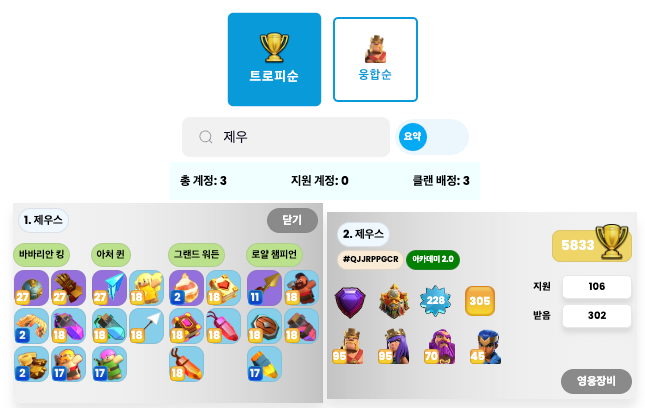 트로피순
웅합순
제우
요약
총 계정: 3 지원 계정: 0 클랜 배정: 3
1. 제우스 닫기
바바리안 킹 아처 퀸 그랜드 워든 로얄 챔피언
27 27 27 18 2 18 11 18
2 18 18 18 18 18 18 18
2 17 17 18 17
2. 제우스
#QJJRPPGCR 아카데미 2.0
5833
228 305
95 95 70 45
지원 106
받음 302
영웅장비